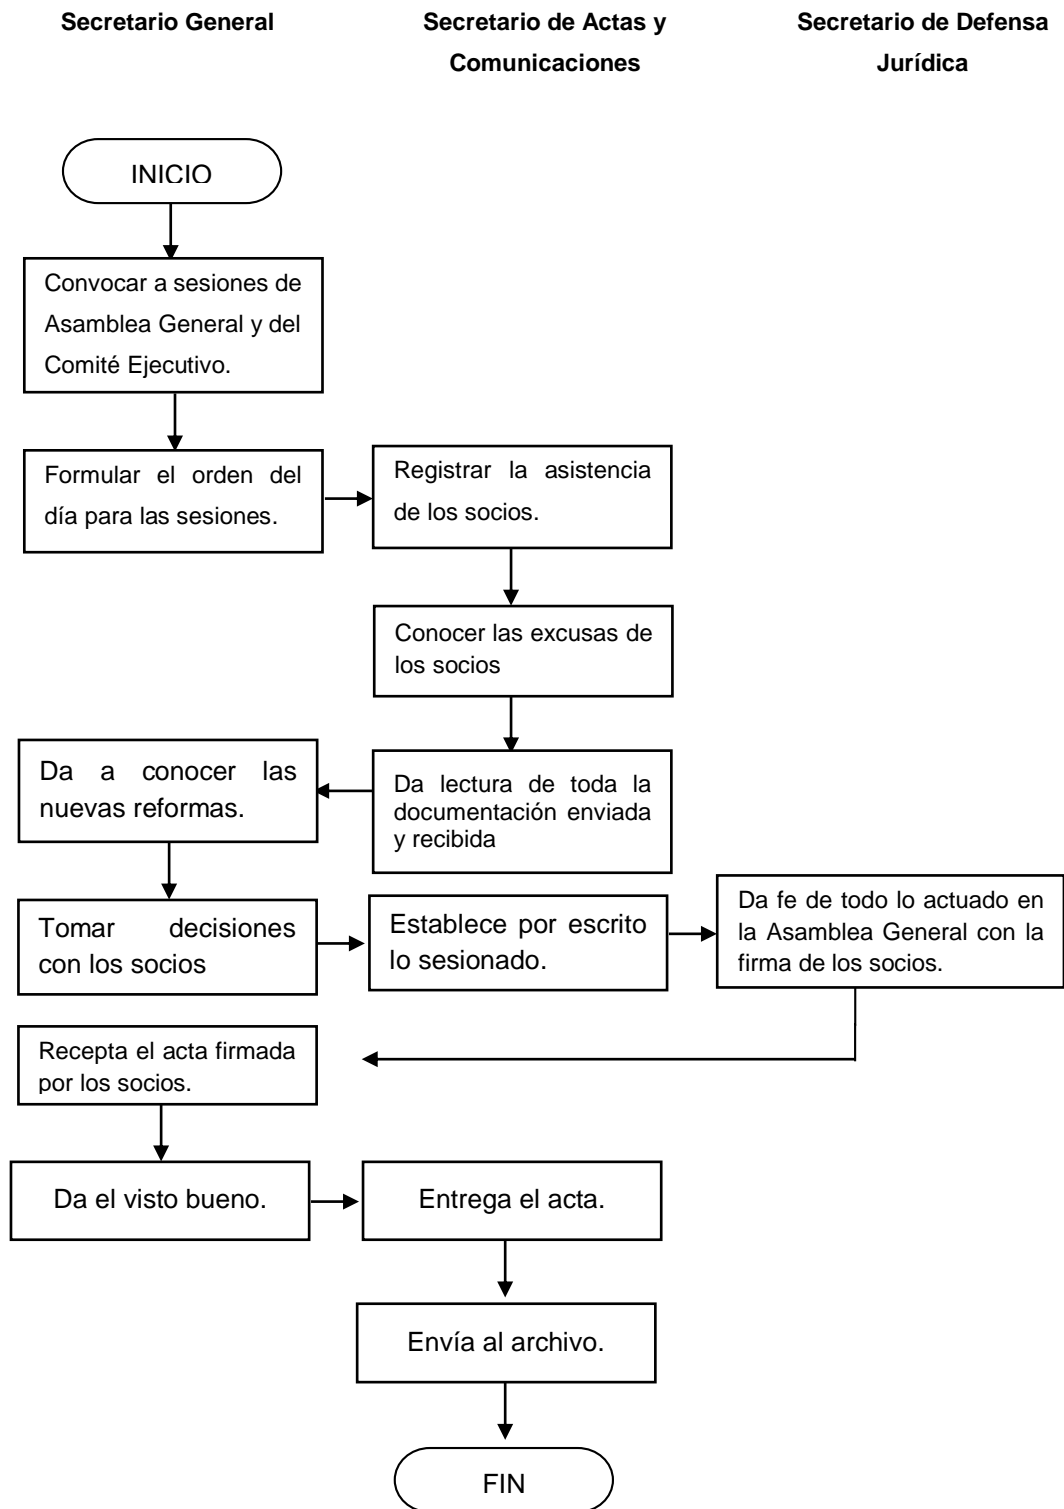 Secretario General
Secretario de Actas y
Comunicaciones
Secretario de Defensa
Jurídica
INICIO
Convocar a sesiones de
Asamblea General y del
Comité Ejecutivo.
Formular el orden del
día para las sesiones.
Registrar la asistencia
de los socios.
Conocer las excusas de
los socios
Da lectura de toda la
documentación enviada
y recibida
Da a conocer las
nuevas reformas.
Tomar decisiones
con los socios
Establece por escrito
lo sesionado.
Da fe de todo lo actuado en
la Asamblea General con la
firma de los socios.
Recepta el acta firmada
por los socios.
Da el visto bueno.
Entrega el acta.
Envía al archivo.
FIN